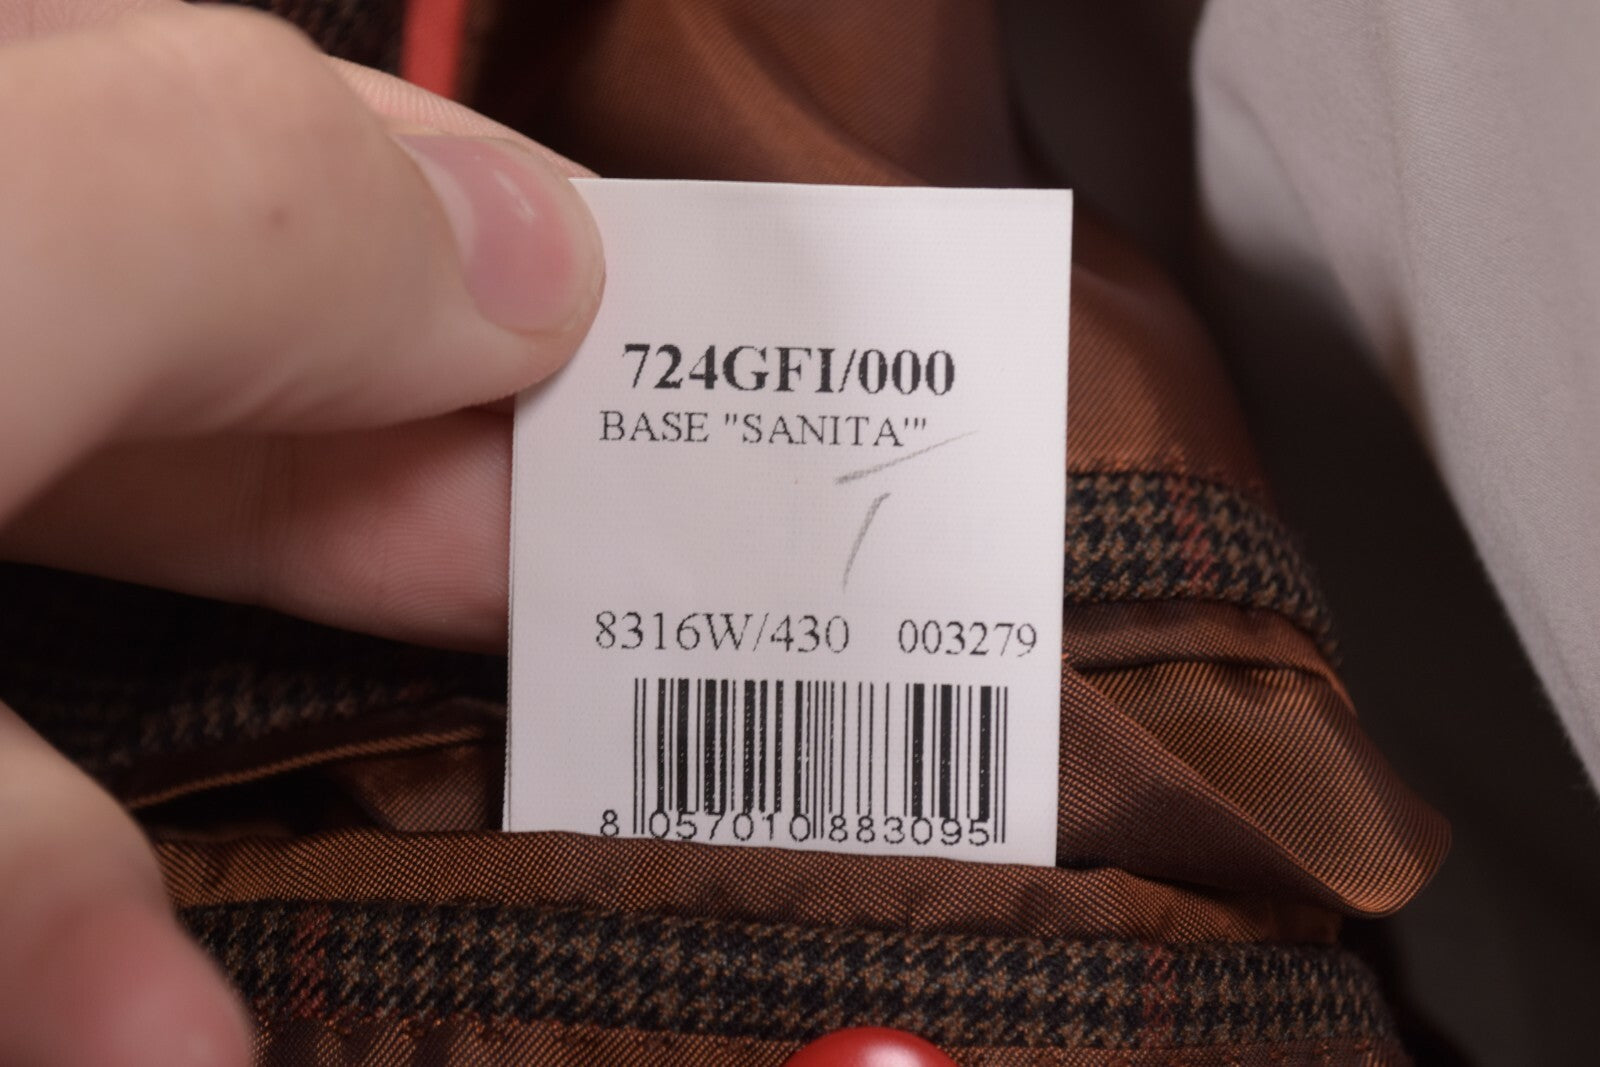 724GFI/000
BASE "SANITA'"
8316W/430 003279
8 057010 883095